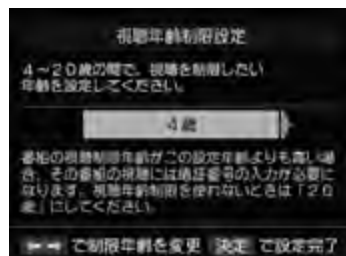 視聴年齢制限設定
4～20歳の間で、視聴を制限したい
年齢を設定してください。
4歳
番組の視聴制限年齢がこの設定年齢よりも高い場
合、その番組の視聴には暗証番号の入力が必要に
なります。視聴年齢制限を使わないときは「20
歳」にしてください。
で制限年齢を変更 決定 で設定完了